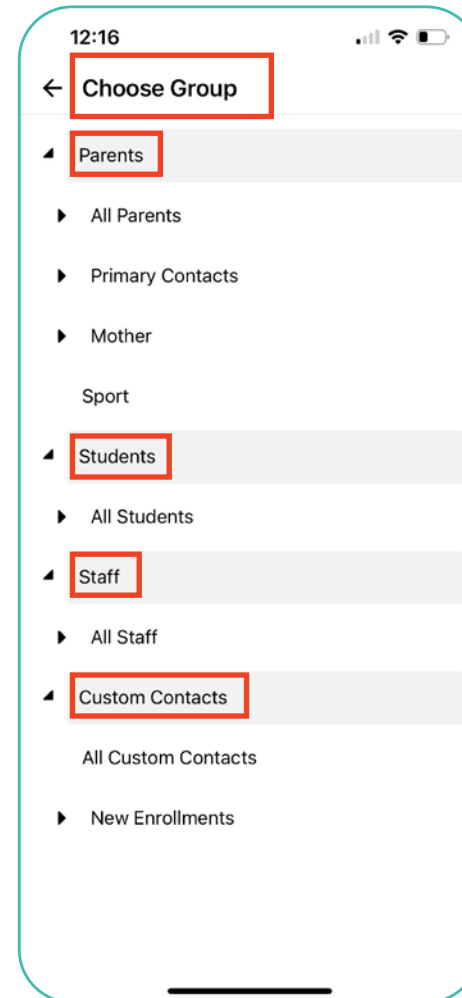 12:16
Choose Group
Parents
All Parents
Primary Contacts
Mother
Sport
Students
All Students
Staff
All Staff
Custom Contacts
All Custom Contacts
New Enrollments